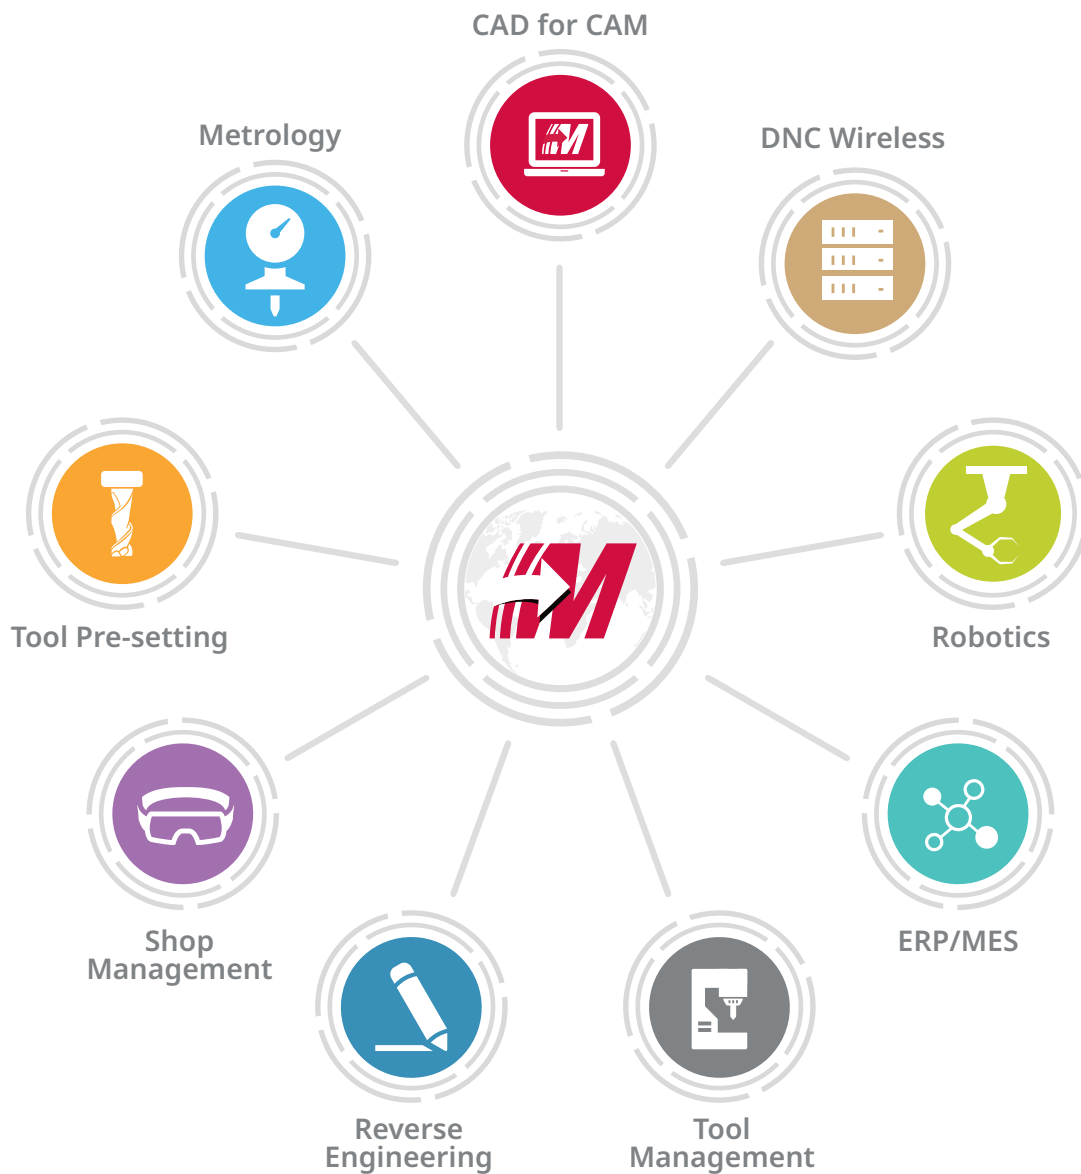 CAD for CAM
Metrology
DNC Wireless
Tool Pre-setting
Robotics
Shop
Management
ERP/MES
Reverse
Engineering
Tool
Management